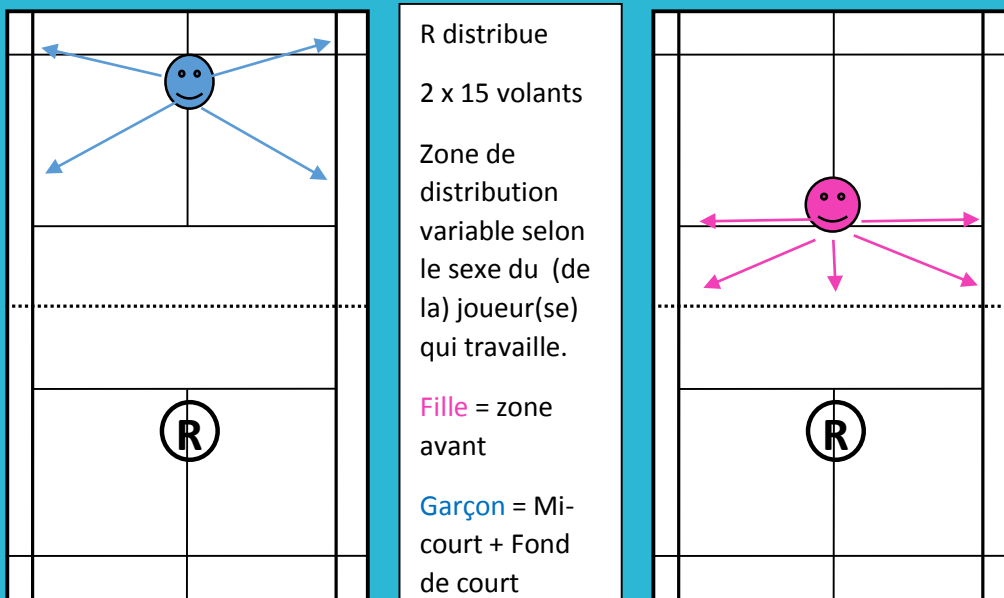 R distribue
2 x 15 volants
Zone de
distribution
variable selon
le sexe du  (de
la) joueur(se)
qui travaille.
Fille = zone
avant
Garçon = Mi-
court + Fond
de court
R
R